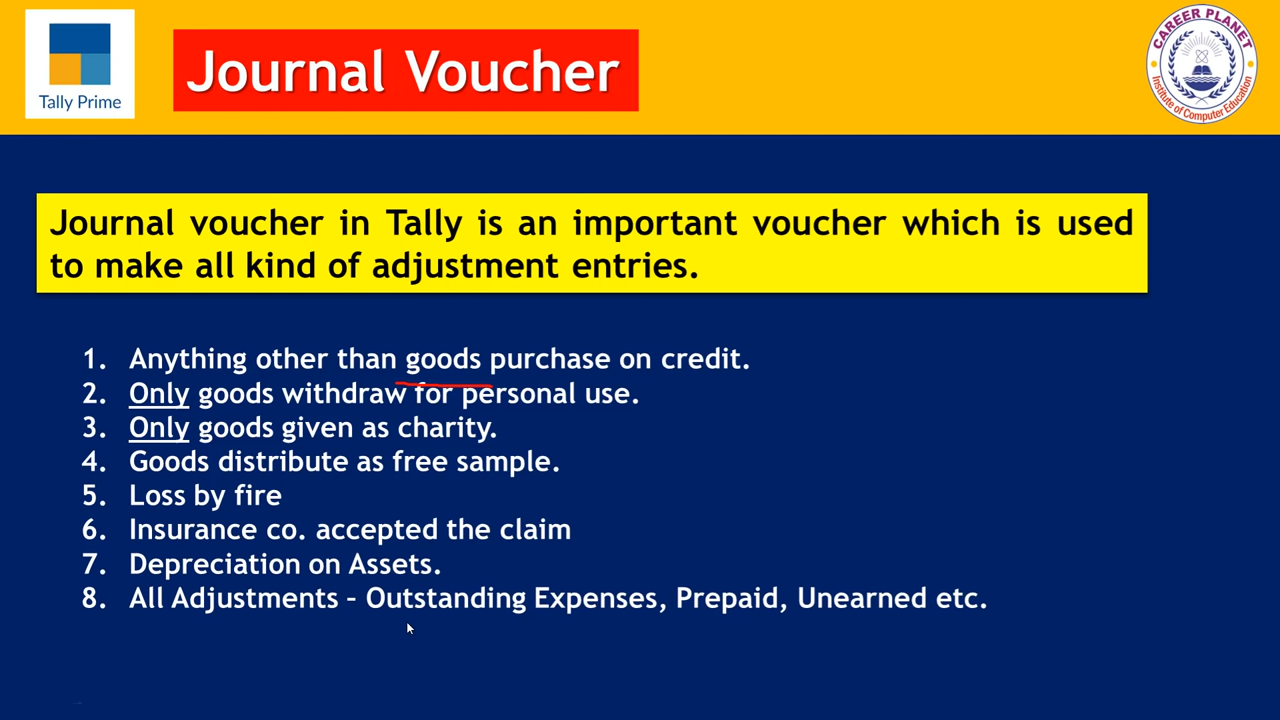 Tally Prime
Journal Voucher
CAREER PLANET
Institute of Computer Education
Journal voucher in Tally is an important voucher which is used
to make all kind of adjustment entries.
1. Anything other than goods purchase on credit.
2. Only goods withdraw for personal use.
3. Only goods given as charity.
4. Goods distribute as free sample.
5. Loss by fire
6. Insurance co. accepted the claim
7. Depreciation on Assets.
8. All Adjustments – Outstanding Expenses, Prepaid, Unearned etc.